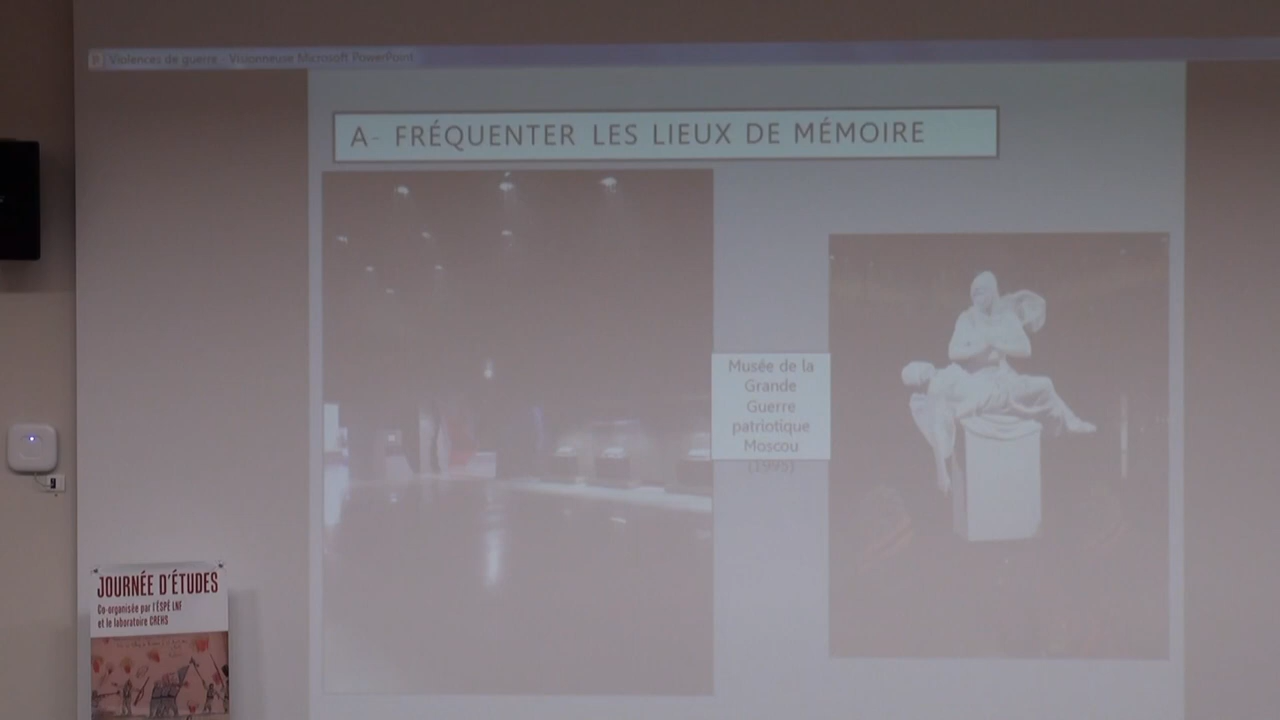 Violences de guerre - Visionneuse Microsoft PowerPoint
A- FRÉQUENTER LES LIEUX DE MÉMOIRE
Musée de la
Grande
Guerre
patriotique
Moscou
(1995)
JOURNÉE D'ÉTUDES
Co-organisée par l'ÉSPÉ LNF
et le laboratoire CREHS